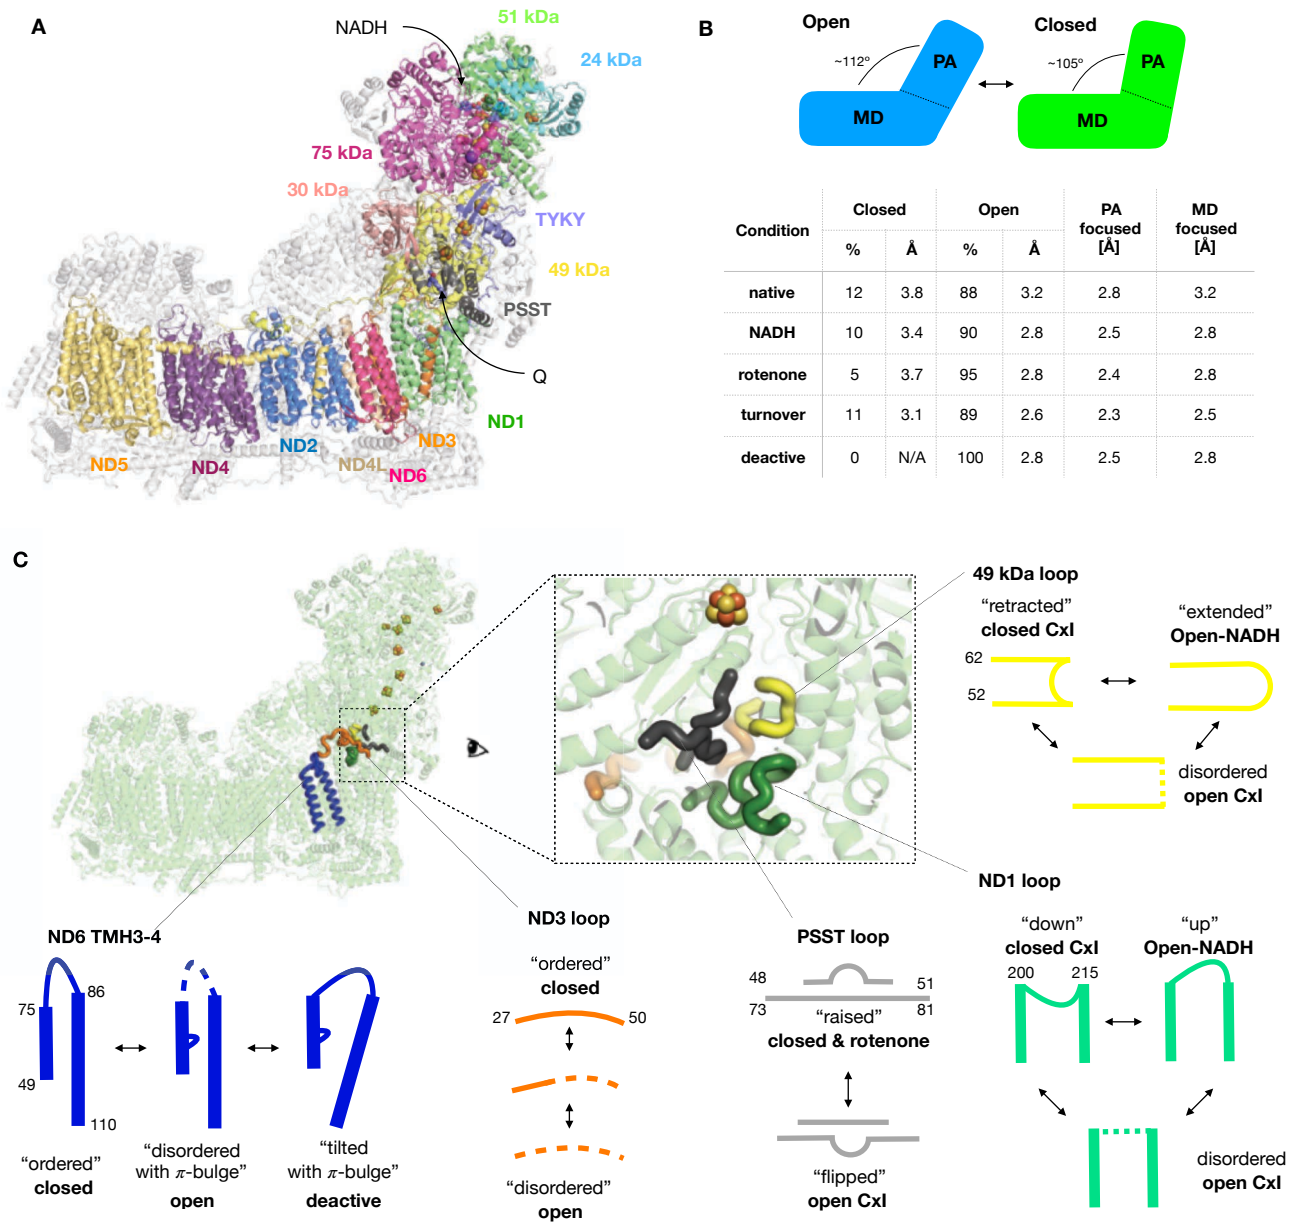 A
NADH
51 kDa
24 kDa
75 kDa
30 kDa
TYKY
49 kDa
PSST
Q
ND1
ND3
ND2
ND4L
ND6
ND4
ND5
B
Open
Closed
~112º
PA
MD
~105º
PA
MD
Condition
Closed
Open
PA focused [Å]
MD focused [Å]
% Å % Å
native 12 3.8 88 3.2 2.8 3.2
NADH 10 3.4 90 2.8 2.5 2.8
rotenone 5 3.7 95 2.8 2.4 2.8
turnover 11 3.1 89 2.6 2.3 2.5
deactive 0 N/A 100 2.8 2.5 2.8
C
49 kDa loop
“retracted”
closed CxI
62
52
“extended”
Open-NADH
disordered
open CxI
ND1 loop
“down”
closed CxI
200 215
“up”
Open-NADH
disordered
open CxI
ND6 TMH3-4
75
86
49
110
“ordered”
closed
“disordered
with π-bulge”
open
“tilted
with π-bulge”
deactive
ND3 loop
“ordered”
closed
27 50
“disordered”
open
PSST loop
48 51
73 81
“raised”
closed & rotenone
“flipped”
open CxI